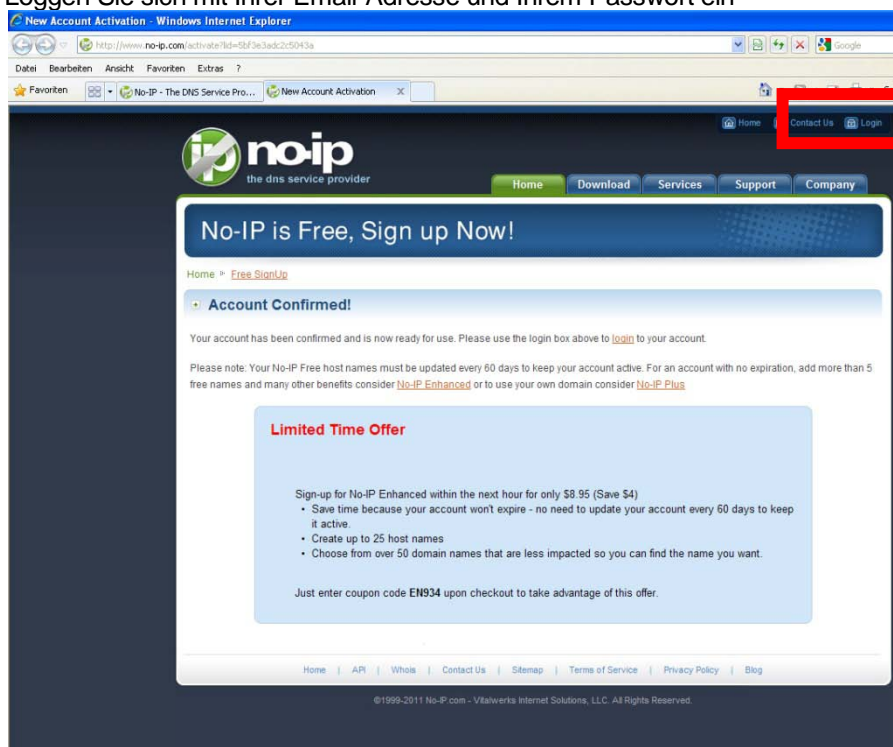 Loggen Sie sich mit Ihrer Email-Adresse und Ihrem Passwort ein
New Account Activation - Windows Internet Explorer
http://www.no-ip.com/activate?lid=5bf3e3adc2c5043a
Google
Datei Bearbeiten Ansicht Favoriten Extras ?
Favoriten No-IP - The DNS Service Pro... New Account Activation X
Home Contact Us Login
no-ip
the dns service provider
Home Download Services Support Company
No-IP is Free, Sign up Now!
Home » Free SignUp
Account Confirmed!
Your account has been confirmed and is now ready for use. Please use the login box above to login to your account.
Please note: Your No-IP Free host names must be updated every 60 days to keep your account active. For an account with no expiration, add more than 5
free names and many other benefits consider No-IP Enhanced or to use your own domain consider No-IP Plus
Limited Time Offer
Sign-up for No-IP Enhanced within the next hour for only $8.95 (Save $4)
• Save time because your account won't expire - no need to update your account every 60 days to keep
it active.
• Create up to 25 host names
• Choose from over 50 domain names that are less impacted so you can find the name you want.
Just enter coupon code EN934 upon checkout to take advantage of this offer.
Home | API | Whois | Contact Us | Sitemap | Terms of Service | Privacy Policy | Blog
©1999-2011 No-IP.com - Vitalwerks Internet Solutions, LLC. All Rights Reserved.